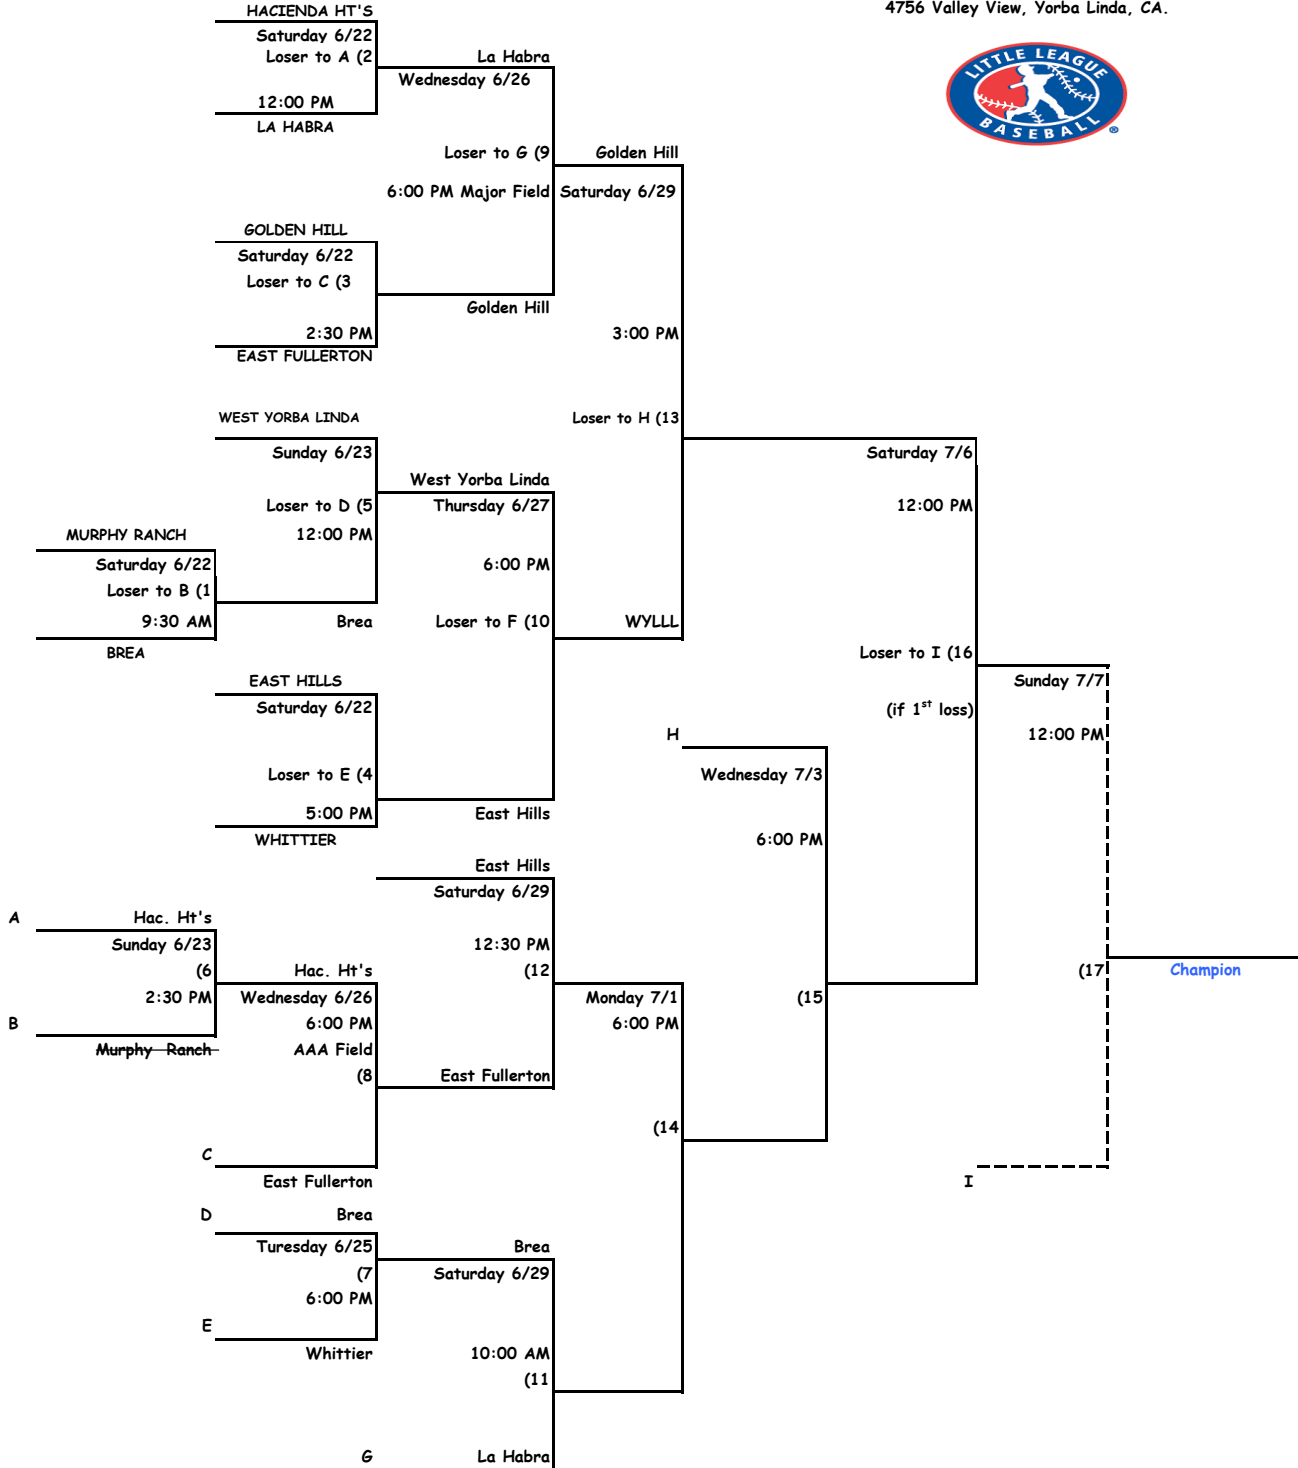 HACIENDA HT'S
4756 Valley View, Yorba Linda, CA.
Saturday 6/22
Loser to A (2
La Habra
Wednesday 6/26
12:00 PM
LA HABRA
LITTLE LEAGUE
BASEBALL
®
Loser to G (9
Golden Hill
6:00 PM Major Field
Saturday 6/29
GOLDEN HILL
Saturday 6/22
Loser to C (3
Golden Hill
2:30 PM
3:00 PM
EAST FULLERTON
WEST YORBA LINDA
Loser to H (13
Sunday 6/23
Saturday 7/6
West Yorba Linda
Loser to D (5
Thursday 6/27
12:00 PM
MURPHY RANCH
12:00 PM
Saturday 6/22
6:00 PM
Loser to B (1
9:30 AM
Brea
Loser to F (10
WYLLL
BREA
Loser to I (16
EAST HILLS
Sunday 7/7
Saturday 6/22
(if 1st loss)
H
12:00 PM
Loser to E (4
Wednesday 7/3
5:00 PM
East Hills
WHITTIER
6:00 PM
East Hills
Saturday 6/29
A
Hac. Ht's
Sunday 6/23
12:30 PM
(6
Hac. Ht's
(12
(17
Champion
2:30 PM
Wednesday 6/26
Monday 7/1
(15
B
6:00 PM
6:00 PM
Murphy Ranch
AAA Field
(8
East Fullerton
(14
C
East Fullerton
I
D
Brea
Turesday 6/25
Brea
(7
Saturday 6/29
6:00 PM
E
Whittier
10:00 AM
(11
G
La Habra